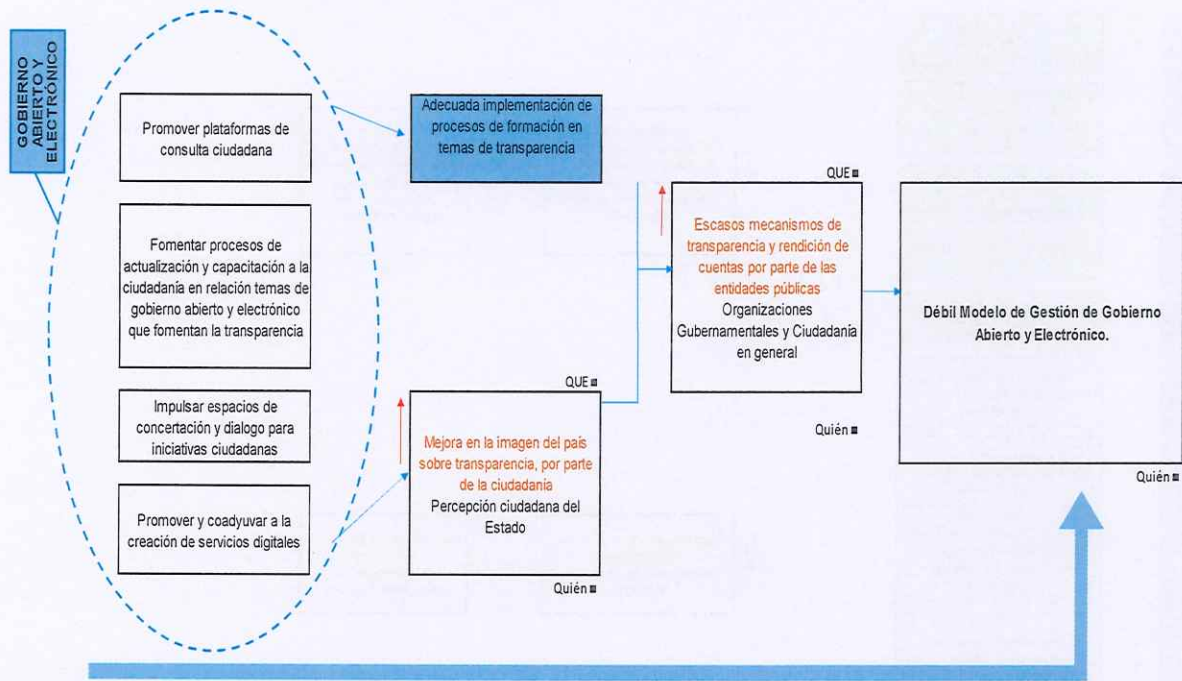 GOBIERNO
ABIERTO Y
ELECTRÓNICO
Promover plataformas de
consulta ciudadana
Fomentar procesos de
actualización y capacitación a la
ciudadanía en relación temas de
gobierno abierto y electrónico
que fomentan la transparencia
Impulsar espacios de
concertación y dialogo para
iniciativas ciudadanas
Promover y coadyuvar a la
creación de servicios digitales
Adecuada implementación de
procesos de formación en
temas de transparencia
QUE
Mejora en la imagen del país
sobre transparencia, por parte
de la ciudadanía
Percepción ciudadana del
Estado
Quién
QUE
Escasos mecanismos de
transparencia y rendición de
cuentas por parte de las
entidades públicas
Organizaciones
Gubernamentales y Ciudadanía
en general
Quién
Débil Modelo de Gestión de Gobierno
Abierto y Electrónico.
Quién